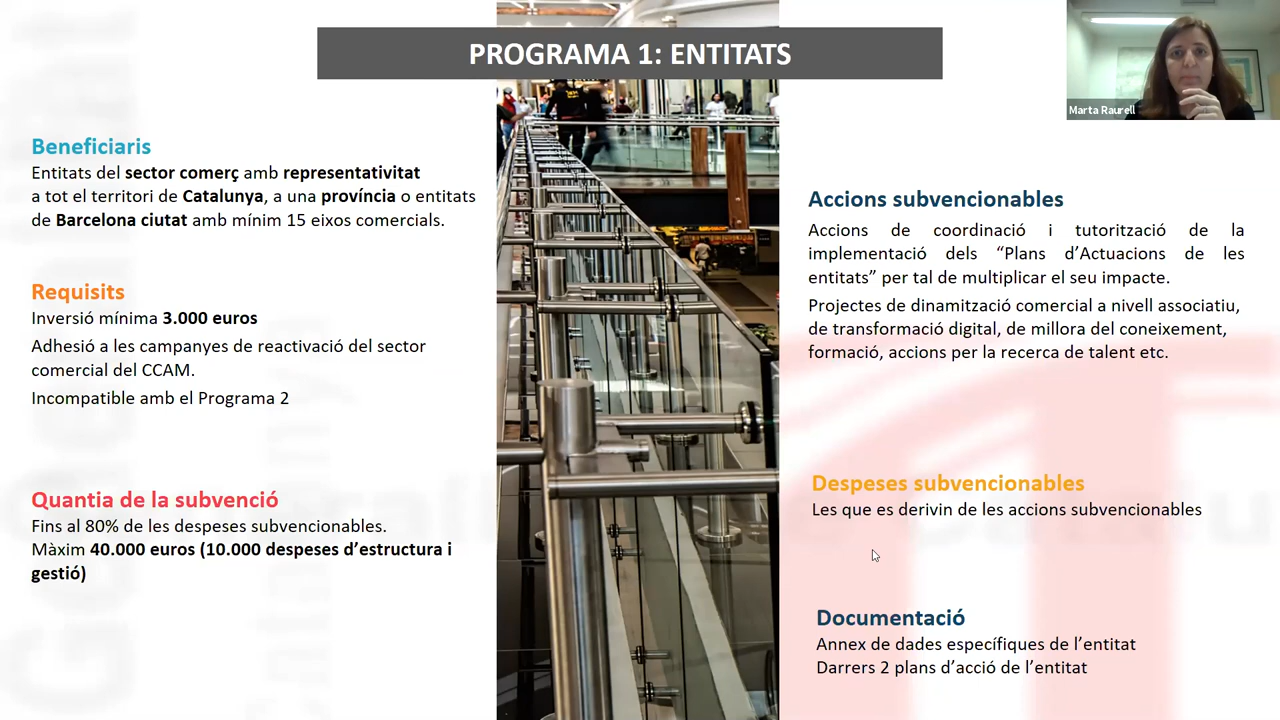 PROGRAMA 1: ENTITATS
Marta Raurell
Beneficiaris
Entitats del sector comerç amb representativitat
a tot el territori de Catalunya, a una província o entitats
de Barcelona ciutat amb mínim 15 eixos comercials.
Requisits
Inversió mínima 3.000 euros
Adhesió a les campanyes de reactivació del sector
comercial del CCAM.
Incompatible amb el Programa 2
Quantia de la subvenció
Fins al 80% de les despeses subvencionables.
Màxim 40.000 euros (10.000 despeses d’estructura i
gestió)
Accions subvencionables
Accions de coordinació i tutorització de la
implementació dels “Plans d’Actuacions de les
entitats” per tal de multiplicar el seu impacte.
Projectes de dinamització comercial a nivell associatiu,
de transformació digital, de millora del coneixement,
formació, accions per la recerca de talent etc.
Despeses subvencionables
Les que es derivin de les accions subvencionables
Documentació
Annex de dades específiques de l’entitat
Darrers 2 plans d’acció de l’entitat